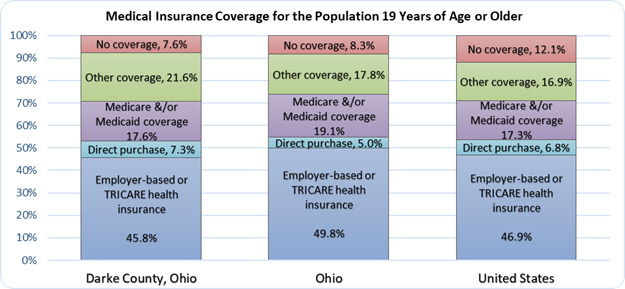 Medical Insurance Coverage for the Population 19 Years of Age or Older
100%
90%
80%
70%
60%
50%
40%
30%
20%
10%
0%
No coverage, 7.6%
Other coverage, 21.6%
Medicare &/or
Medicaid coverage
17.6%
Direct purchase, 7.3%
Employer-based or
TRICARE health
insurance
45.8%
Darke County, Ohio
No coverage, 8.3%
Other coverage, 17.8%
Medicare &/or
Medicaid coverage
19.1%
Direct purchase, 5.0%
Employer-based or
TRICARE health
insurance
49.8%
Ohio
No coverage, 12.1%
Other coverage, 16.9%
Medicare &/or
Medicaid coverage
17.3%
Direct purchase, 6.8%
Employer-based or
TRICARE health
insurance
46.9%
United States